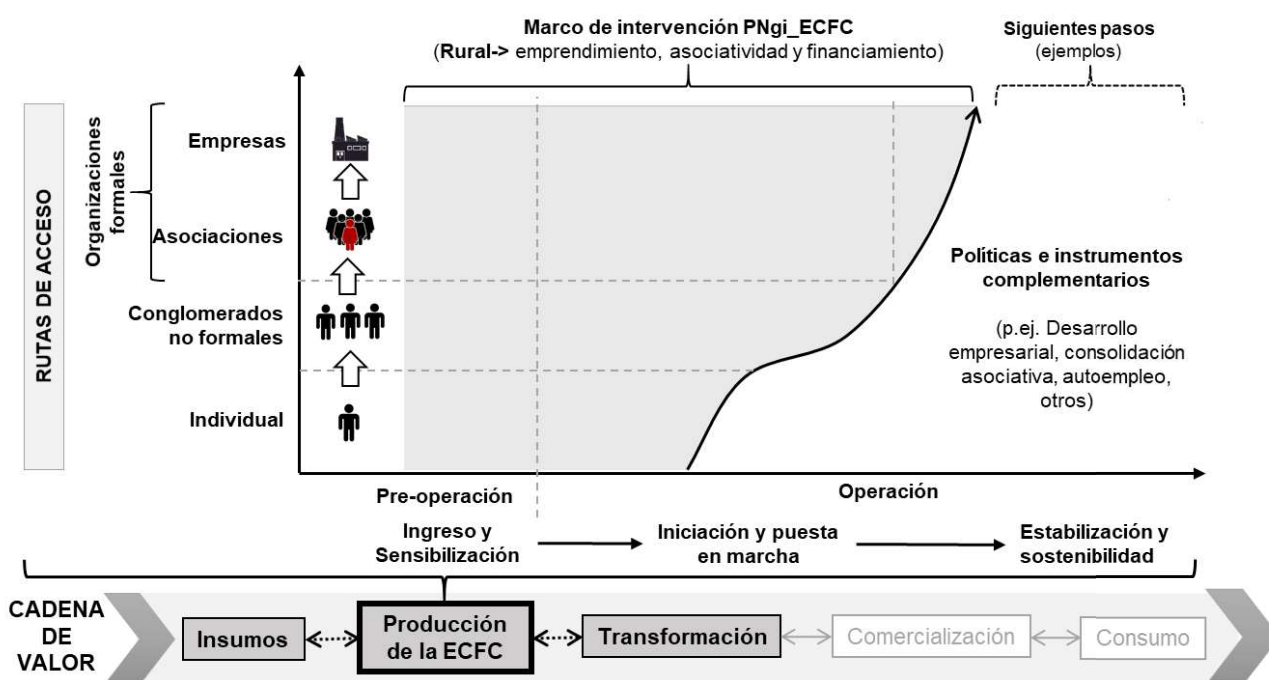 Marco de intervención PNgi_ECFC
(Rural-> emprendimiento, asociatividad y financiamiento)
Siguientes pasos
(ejemplos)
RUTAS DE ACCESO
Organizaciones
formales
Empresas
Asociaciones
Conglomerados
no formales
Individual
Políticas e instrumentos
complementarios
(p.ej. Desarrollo
empresarial, consolidación
asociativa, autoempleo,
otros)
Pre-operación
Operación
Ingreso y
Sensibilización
Iniciación y puesta
en marcha
Estabilización y
sostenibilidad
CADENA
DE
VALOR
Insumos
Producción
de la ECFC
Transformación
Comercialización
Consumo